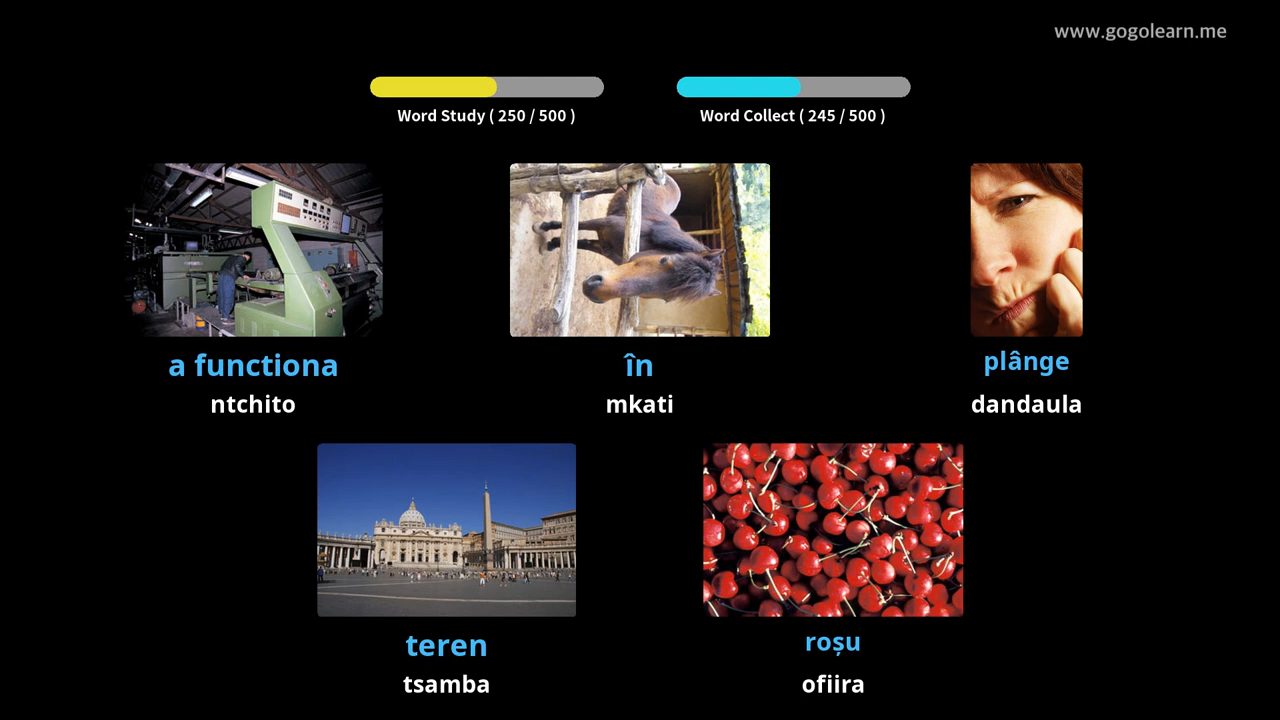 www.gogolearn.me
Word Study ( 250 / 500 )
Word Collect ( 245 / 500 )
a functiona
ntchito
în
mkati
plânge
dandaula
teren
tsamba
roșu
ofiira